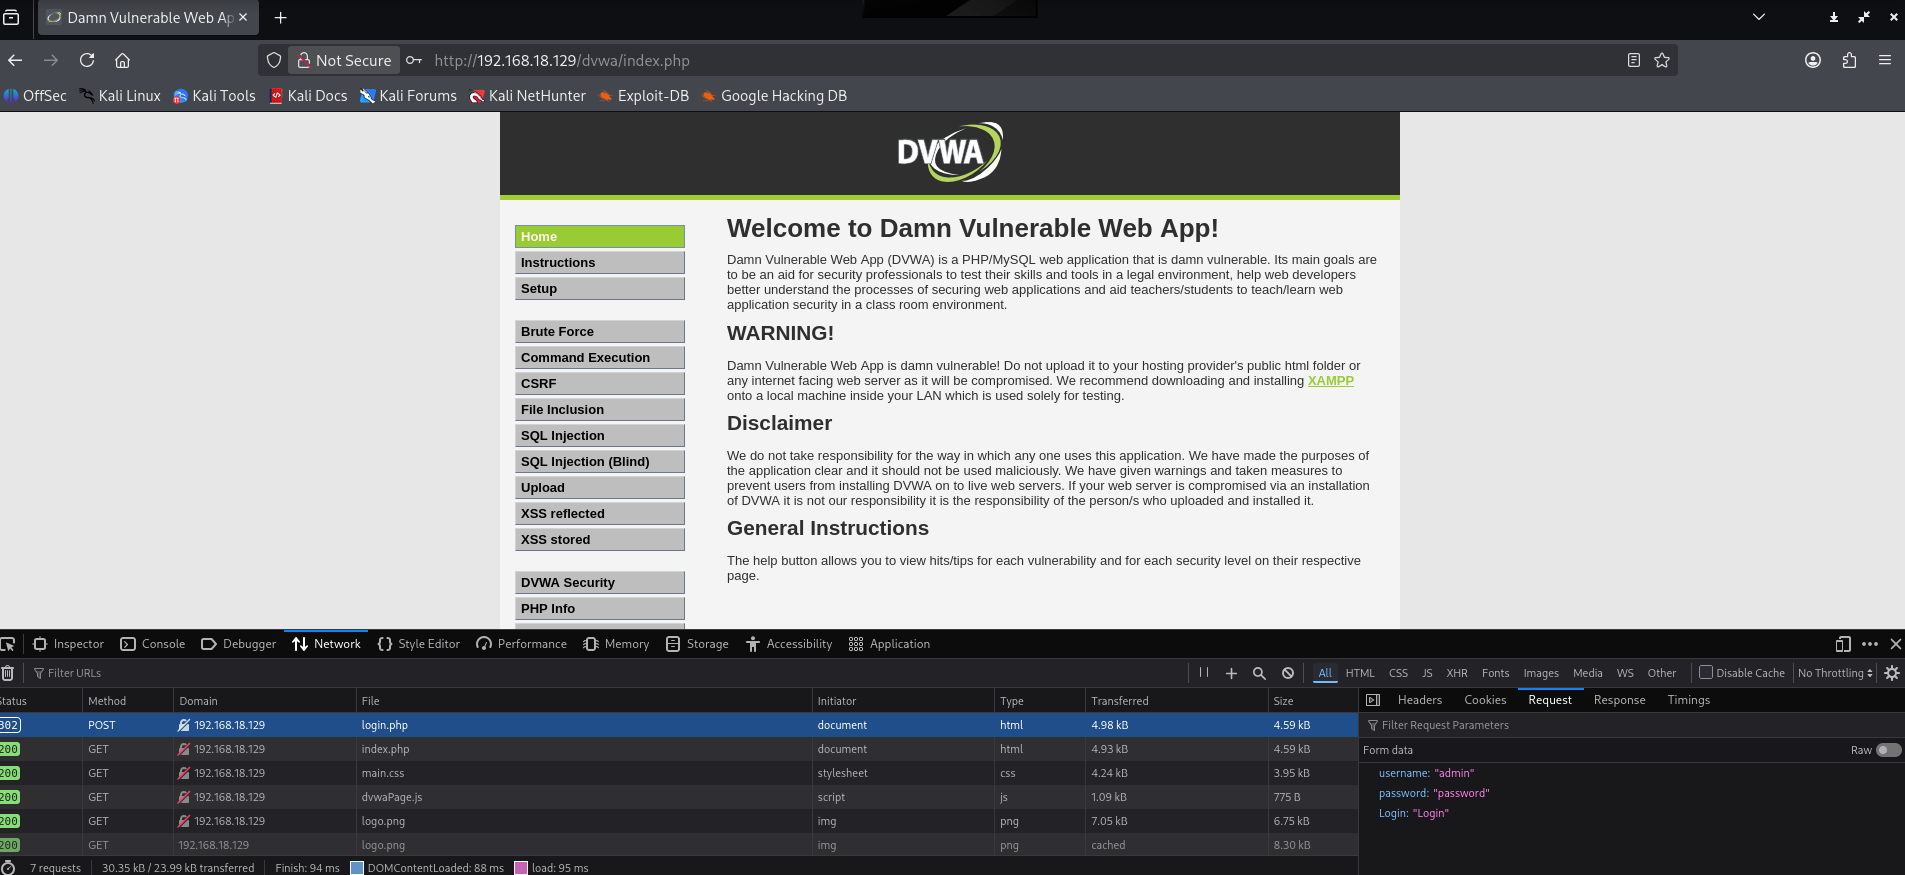 Damn Vulnerable Web Ap
Not Secure
http://192.168.18.129/dvwa/index.php
OffSec
Kali Linux
Kali Tools
Kali Docs
Kali Forums
Kali NetHunter
Exploit-DB
Google Hacking DB
DVWA
Home
Instructions
Setup
Brute Force
Command Execution
CSRF
File Inclusion
SQL Injection
SQL Injection (Blind)
Upload
XSS reflected
XSS stored
DVWA Security
PHP Info
Welcome to Damn Vulnerable Web App!
Damn Vulnerable Web App (DVWA) is a PHP/MySQL web application that is damn vulnerable. Its main goals are
to be an aid for security professionals to test their skills and tools in a legal environment, help web developers
better understand the processes of securing web applications and aid teachers/students to teach/learn web
application security in a class room environment.
WARNING!
Damn Vulnerable Web App is damn vulnerable! Do not upload it to your hosting provider's public html folder or
any internet facing web server as it will be compromised. We recommend downloading and installing XAMPP
onto a local machine inside your LAN which is used solely for testing.
Disclaimer
We do not take responsibility for the way in which any one uses this application. We have made the purposes of
the application clear and it should not be used maliciously. We have given warnings and taken measures to
prevent users from installing DVWA on to live web servers. If your web server is compromised via an installation
of DVWA it is not our responsibility it is the responsibility of the person/s who uploaded and installed it.
General Instructions
The help button allows you to view hits/tips for each vulnerability and for each security level on their respective
page.
Inspector Console Debugger Network Style Editor Performance Memory Storage Accessibility Application
Filter URLs
All HTML CSS JS XHR Fonts Images Media WS Other Disable Cache No Throttling
Status Method Domain File Initiator Type Transferred Size
302 POST 192.168.18.129 login.php document html 4.98 kB 4.59 kB
200 GET 192.168.18.129 index.php document html 4.93 kB 4.59 kB
200 GET 192.168.18.129 main.css stylesheet css 4.24 kB 3.95 kB
200 GET 192.168.18.129 dvwaPage.js script js 1.09 kB 775 B
200 GET 192.168.18.129 logo.png img png 7.05 kB 6.75 kB
200 GET 192.168.18.129 logo.png img png cached 8.30 kB
7 requests 30.35 kB / 23.99 kB transferred Finish: 94 ms DOMContentLoaded: 88 ms load: 95 ms
Headers Cookies Request Response Timings
Filter Request Parameters
Form data Raw
username: "admin"
password: "password"
Login: "Login"